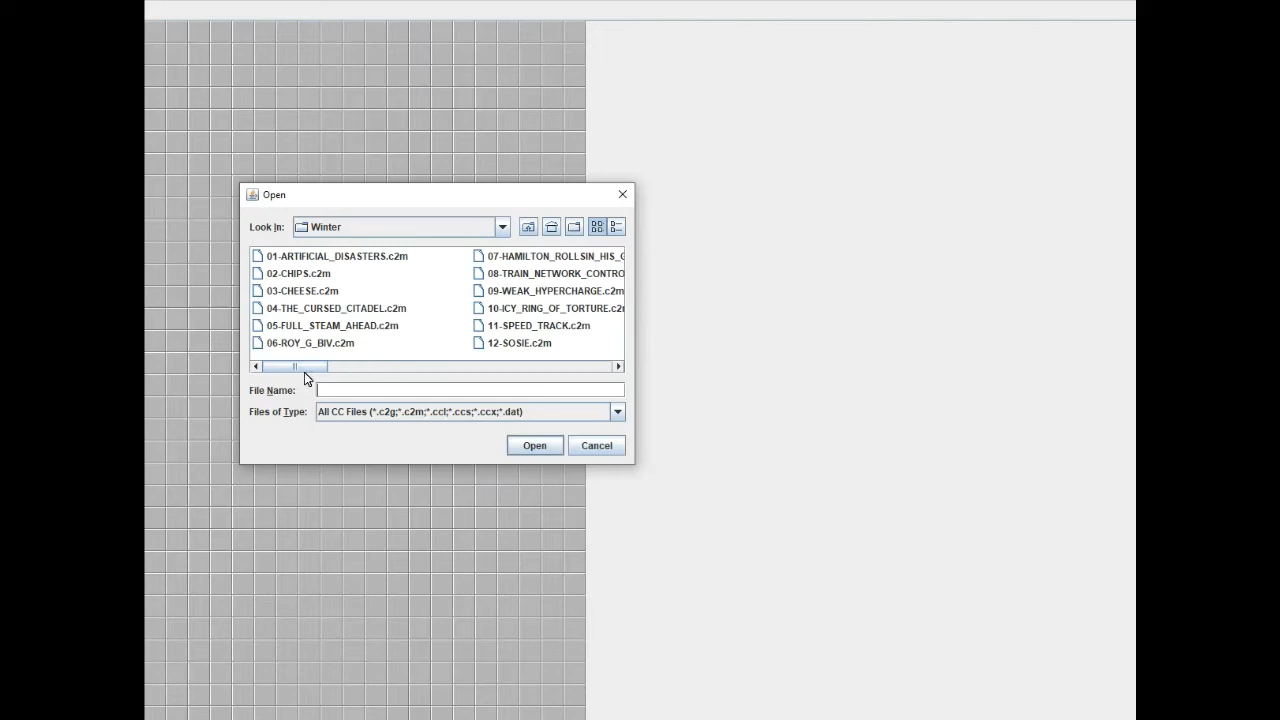 Open
Look In: Winter
01-ARTIFICIAL_DISASTERS.c2m
02-CHIPS.c2m
03-CHEESE.c2m
04-THE_CURSED_CITADEL.c2m
05-FULL_STEAM_AHEAD.c2m
06-ROY_G_BIV.c2m
07-HAMILTON_ROLLSIN_HIS_G
08-TRAIN_NETWORK_CONTRO
09-WEAK_HYPERCHARGE.c2m
10-ICY_RING_OF_TORTURE.c2
11-SPEED_TRACK.c2m
12-SOSIE.c2m
File Name:
Files of Type: All CC Files (*.c2g;*.c2m;*.ccl;*.ccs;*.ccx;*.dat)
Open Cancel